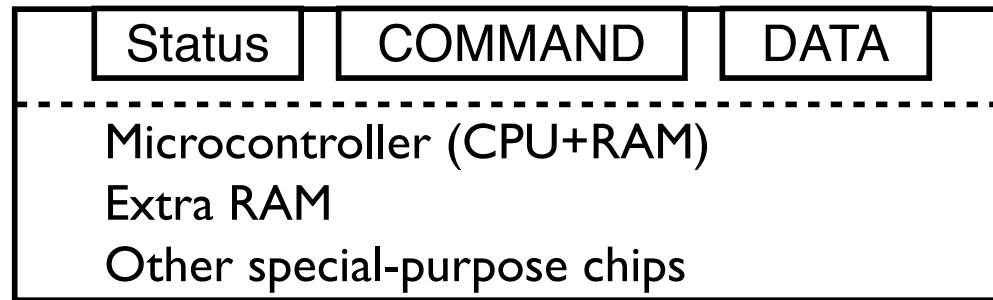 Status COMMAND DATA
Microcontroller (CPU+RAM)
Extra RAM
Other special-purpose chips